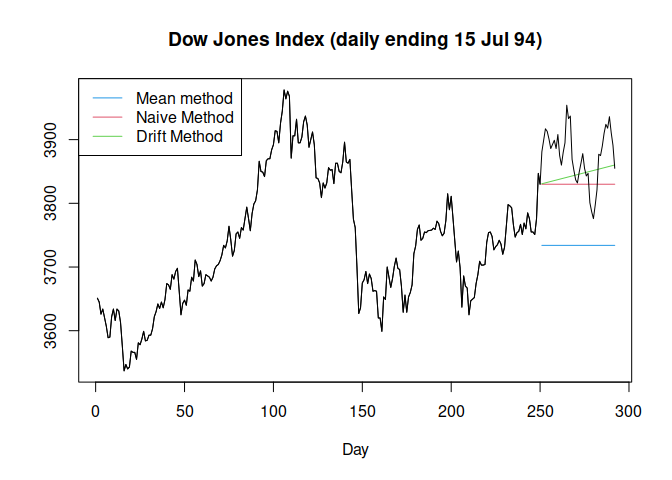 Dow Jones Index (daily ending 15 Jul 94)
Mean method
Naive Method
Drift Method
3900
3800
3700
3600
0 50 100 150 200 250 300
Day